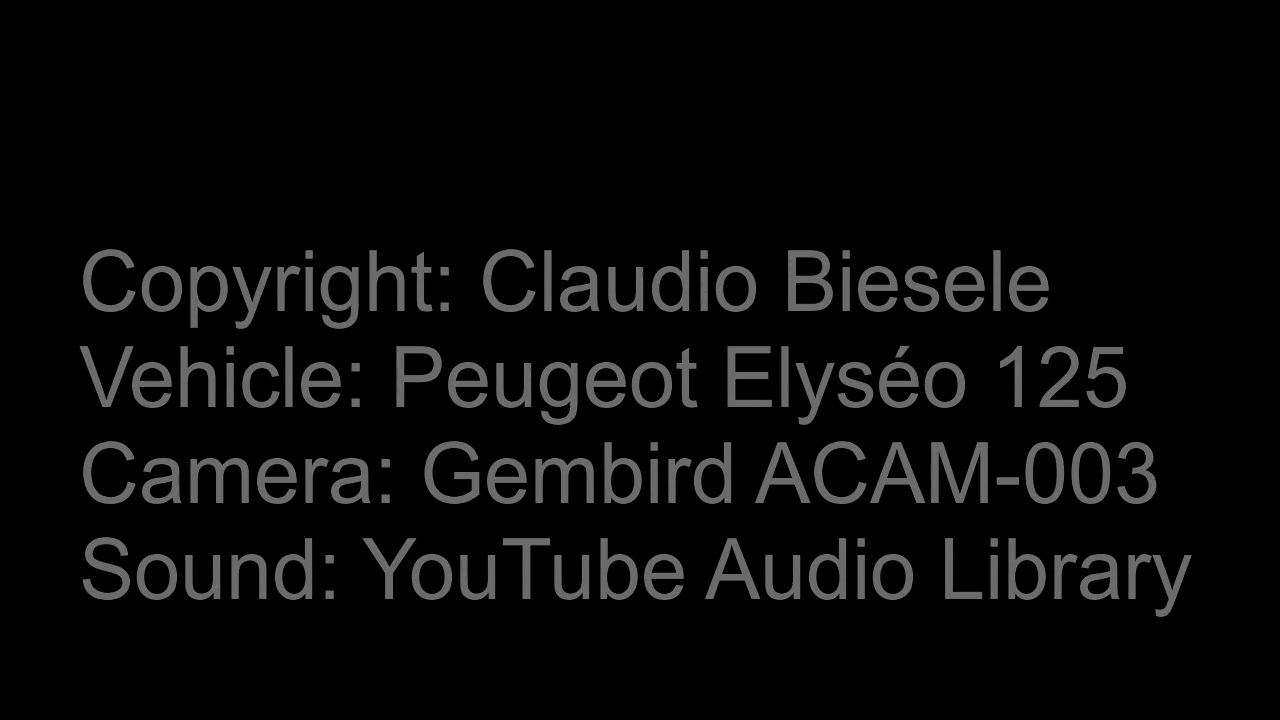 Copyright: Claudio Biesele
Vehicle: Peugeot Elyséo 125
Camera: Gembird ACAM-003
Sound: YouTube Audio Library